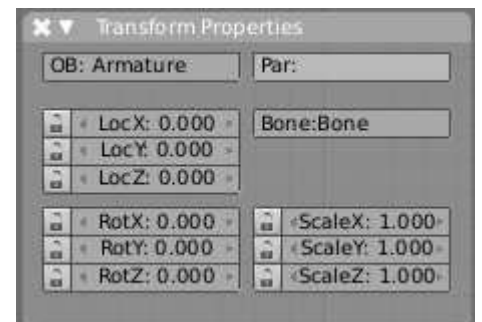 Transform Properties
OB: Armature
Par:
LocX: 0.000
Bone:Bone
LocY: 0.000
LocZ: 0.000
RotX: 0.000
ScaleX: 1.000
RotY: 0.000
ScaleY: 1.000
RotZ: 0.000
ScaleZ: 1.000